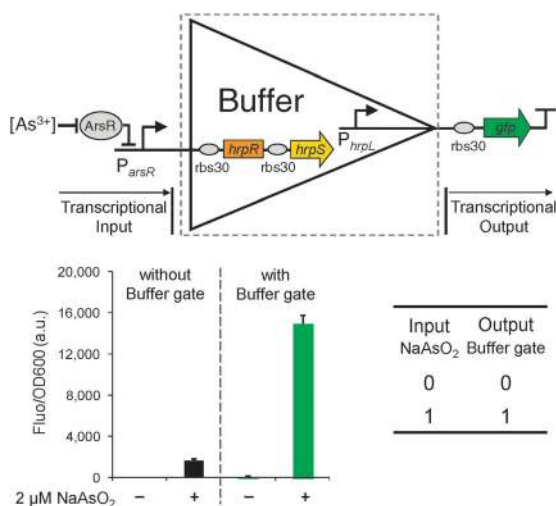 Buffer
[As³⁺]
ArsR
P_arsR
rbs30
hrpR
rbs30
hrpS
P_hrpL
rbs30
gfp
Transcriptional
Input
Transcriptional
Output
without
Buffer gate
with
Buffer gate
Fluo/OD600 (a.u.)
20,000
16,000
12,000
8,000
4,000
0
2 µM NaAsO₂ − + − +
Input Output
NaAsO₂ Buffer gate
0 0
1 1